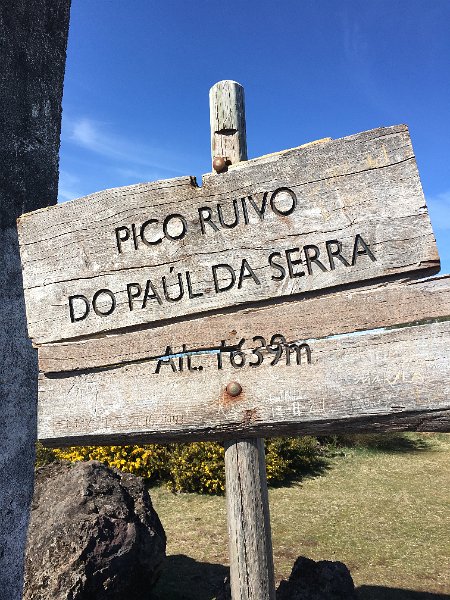 PICO RUIVO
DO PAÚL DA SERRA
ALT. 1639m